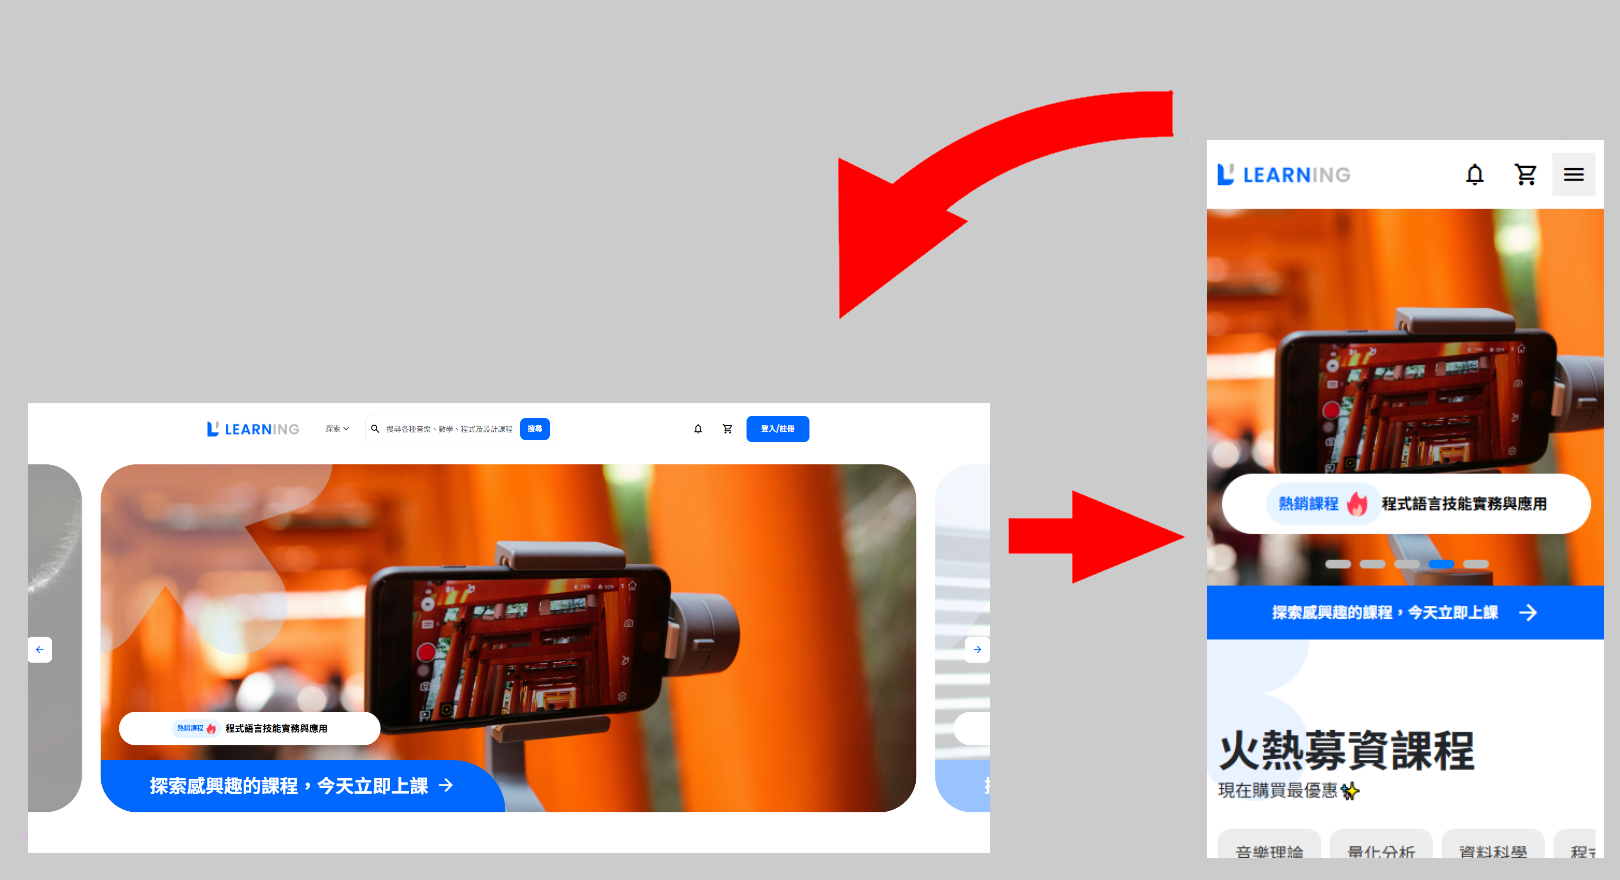 LEARNING
探索
搜尋各種音樂、數學、程式及設計課程
搜尋
登入/註冊
熱銷課程
程式語言技能實務與應用
探索感興趣的課程，今天立即上課
LEARNING
熱銷課程
程式語言技能實務與應用
探索感興趣的課程，今天立即上課
火熱募資課程
現在購買最優惠✨
音樂理論
量化分析
資料科學
程式